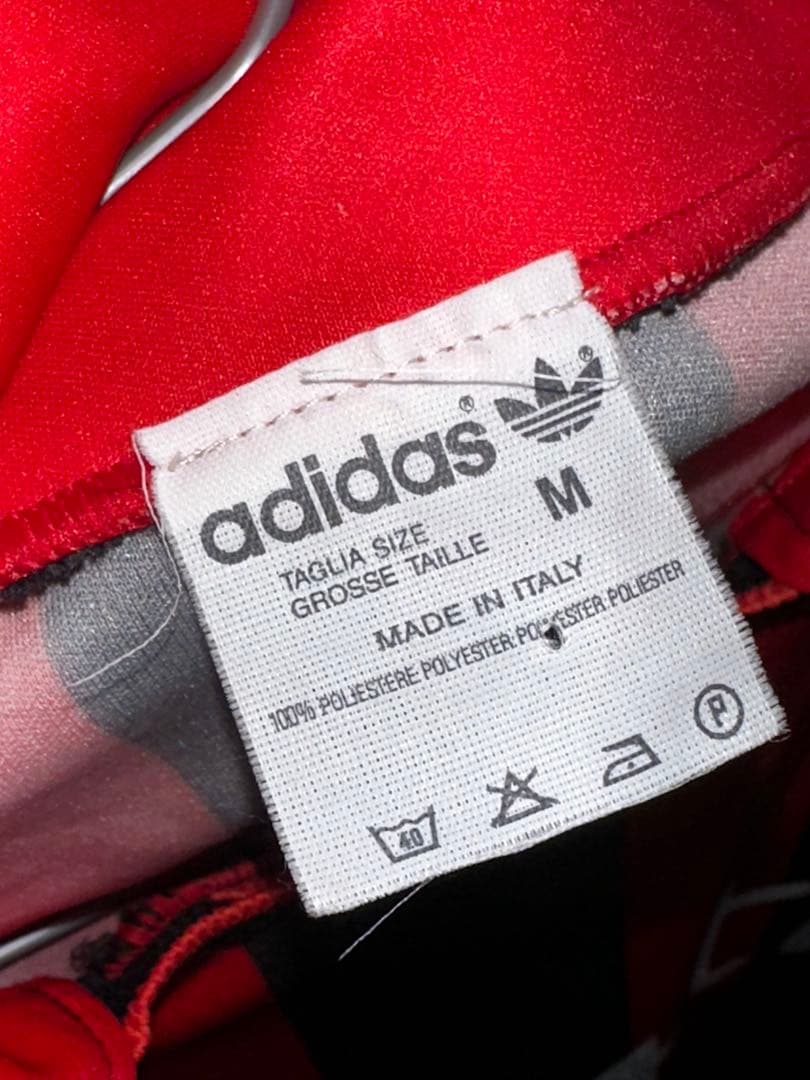 adidas® ®
M
TAGLIA SIZE
GROSSE TAILLE
MADE IN ITALY
100% POLIESTERE POLYESTER POLYESTER POLIESTER
40
P